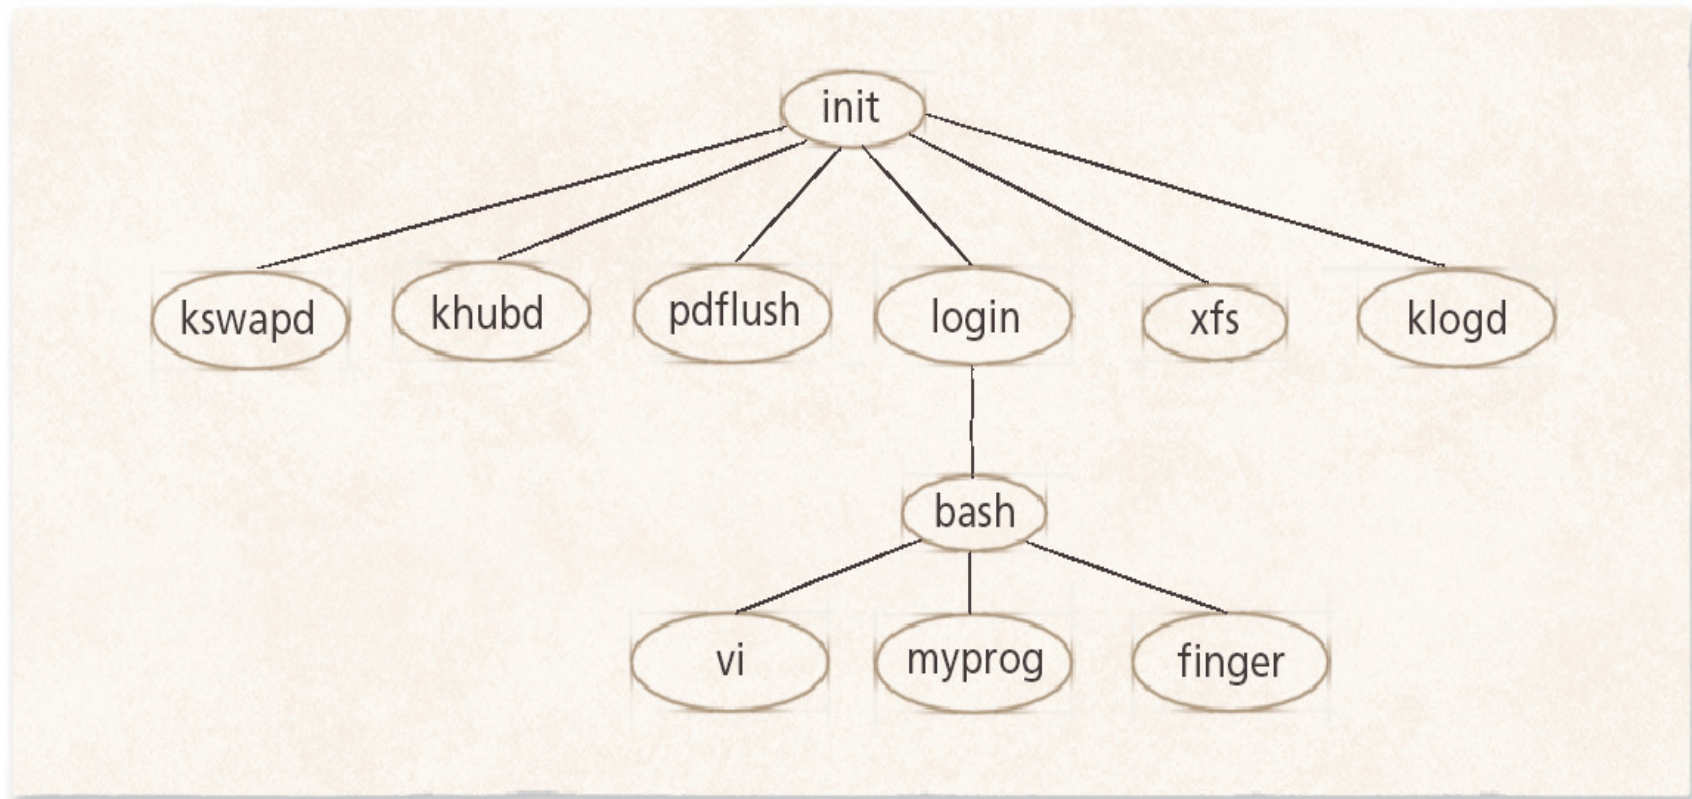 init
kswapd
khubd
pdflush
login
xfs
klogd
bash
vi
myprog
finger